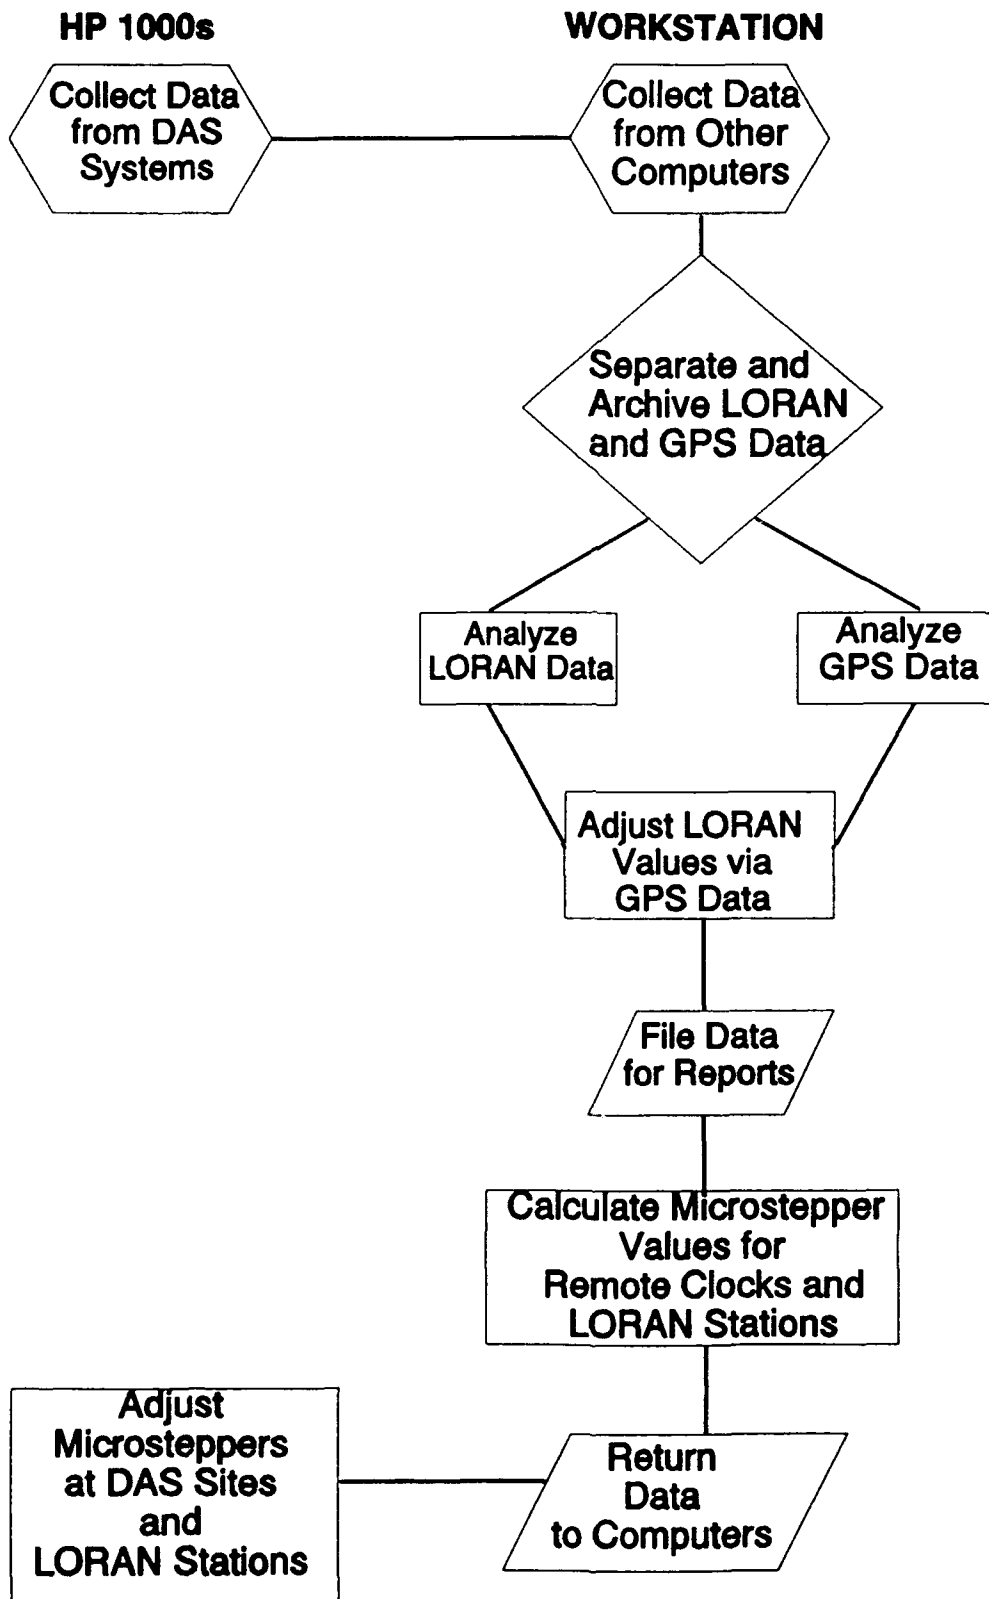 HP 1000s
WORKSTATION
Collect Data
from DAS
Systems
Collect Data
from Other
Computers
Separate and
Archive LORAN
and GPS Data
Analyze
LORAN Data
Analyze
GPS Data
Adjust LORAN
Values via
GPS Data
File Data
for Reports
Calculate Microstepper
Values for
Remote Clocks and
LORAN Stations
Adjust
Microsteppers
at DAS Sites
and
LORAN Stations
Return
Data
to Computers